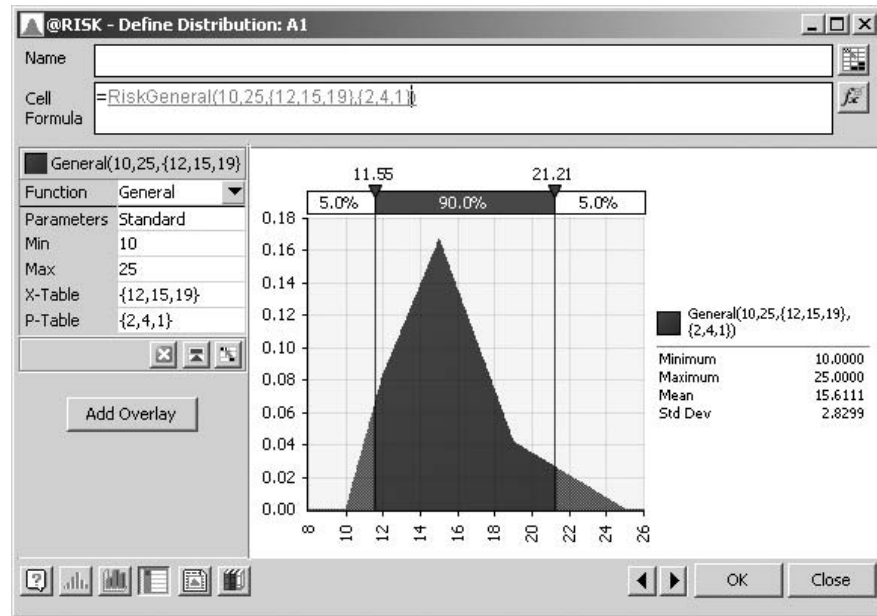 @RISK - Define Distribution: A1
Name
Cell Formula
=RiskGeneral(10,25,{12,15,19},{2,4,1})
General(10,25,{12,15,19}
Function General
Parameters Standard
Min 10
Max 25
X-Table {12,15,19}
P-Table {2,4,1}
Add Overlay
11.55 21.21
5.0% 90.0% 5.0%
0.18
0.16
0.14
0.12
0.10
0.08
0.06
0.04
0.02
0.00
8 10 12 14 16 18 20 22 24 26
General(10,25,{12,15,19},
{2,4,1})
Minimum 10.0000
Maximum 25.0000
Mean 15.6111
Std Dev 2.8299
OK Close